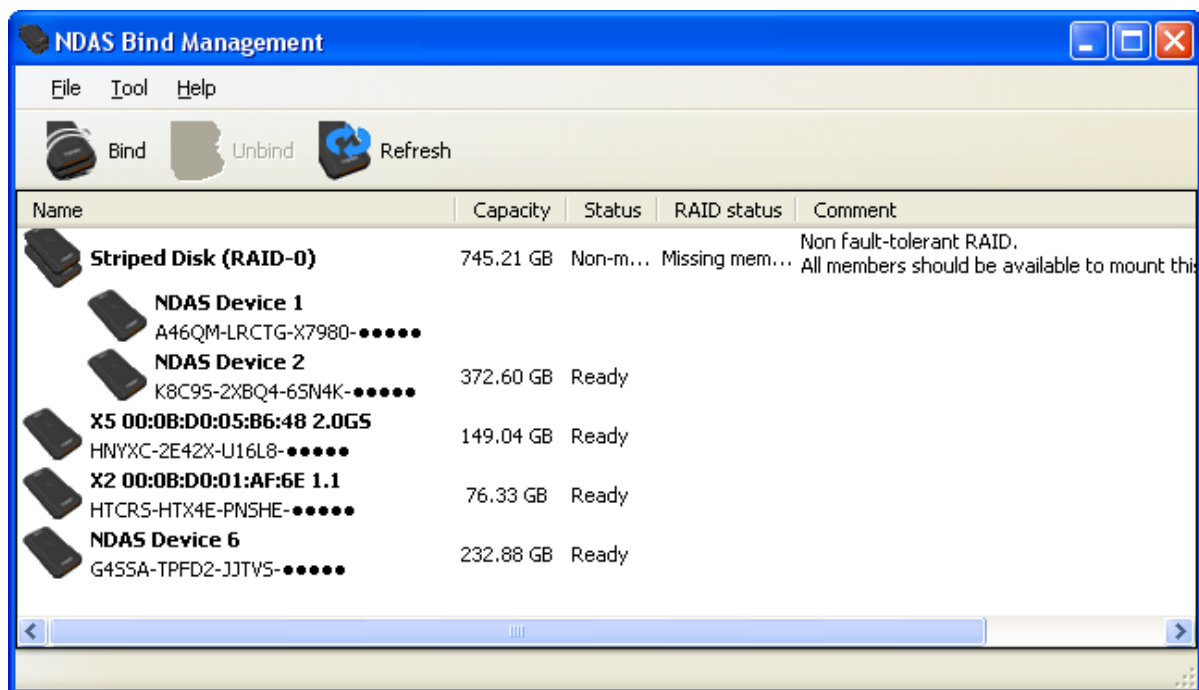 NDAS Bind Management
File Tool Help
Bind Unbind Refresh
Name Capacity Status RAID status Comment
Striped Disk (RAID-0) 745.21 GB Non-m... Missing mem... Non fault-tolerant RAID.
All members should be available to mount this
NDAS Device 1
A46QM-LRCTG-X7980-●●●●●
NDAS Device 2
K8C9S-2XBQ4-6SN4K-●●●●● 372.60 GB Ready
X5 00:0B:D0:05:B6:48 2.0GS
HNYXC-2E42X-U16L8-●●●●● 149.04 GB Ready
X2 00:0B:D0:01:AF:6E 1.1
HTCRS-HTX4E-PNSHE-●●●●● 76.33 GB Ready
NDAS Device 6
G4SSA-TPFD2-JJTVS-●●●●● 232.88 GB Ready